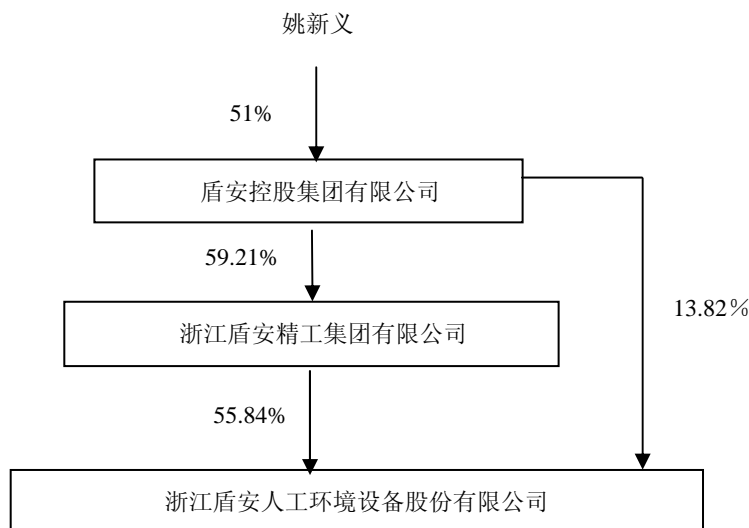 姚新义
51%
盾安控股集团有限公司
59.21%
13.82％
浙江盾安精工集团有限公司
55.84%
浙江盾安人工环境设备股份有限公司